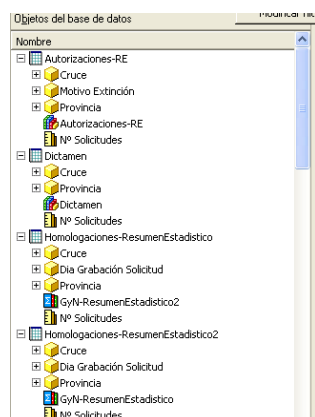 Objetos del base de datos
Nombre
Autorizaciones-RE
Cruce
Motivo Extinción
Provincia
Autorizaciones-RE
Nº Solicitudes
Dictamen
Cruce
Provincia
Dictamen
Nº Solicitudes
Homologaciones-ResumenEstadistico
Cruce
Dia Grabación Solicitud
Provincia
GyN-ResumenEstadistico2
Nº Solicitudes
Homologaciones-ResumenEstadistico2
Cruce
Dia Grabación Solicitud
Provincia
GyN-ResumenEstadistico
Nº Solicitudes